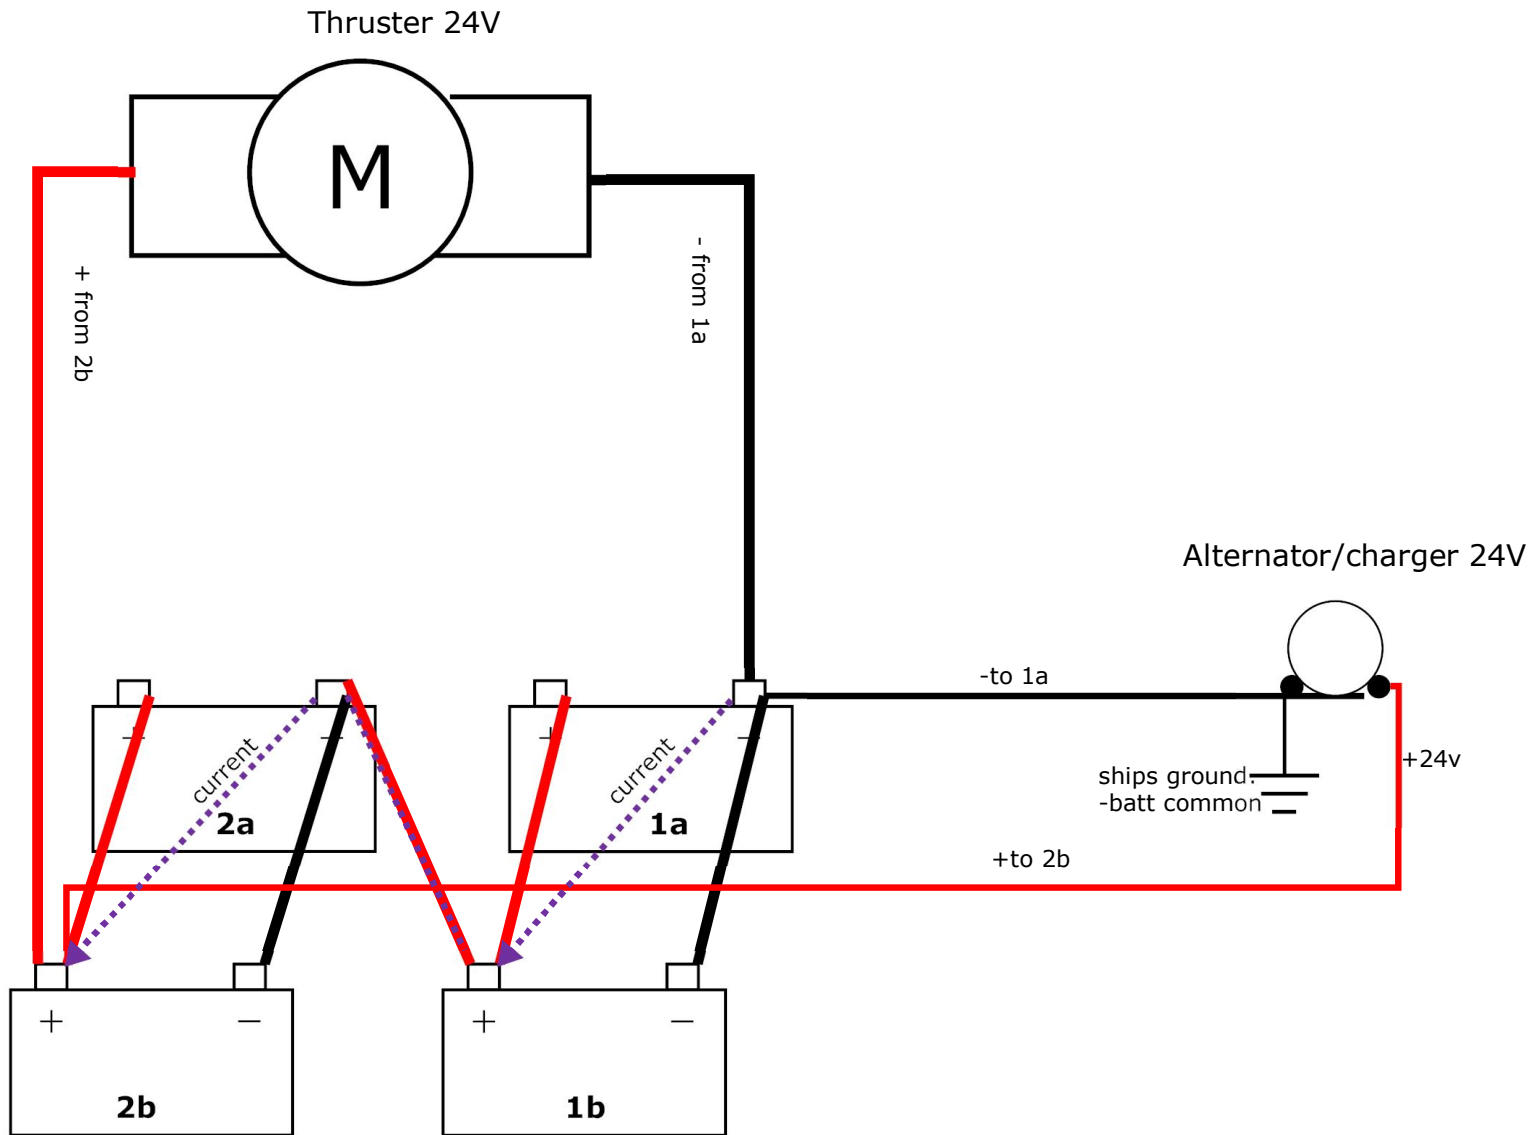 Thruster 24V
M
+ from 2b
- from 1a
Alternator/charger 24V
-to 1a
+ −
+ −
current
current
2a
1a
+24v
ships ground.
-batt common
+to 2b
+ −
+ −
2b
1b